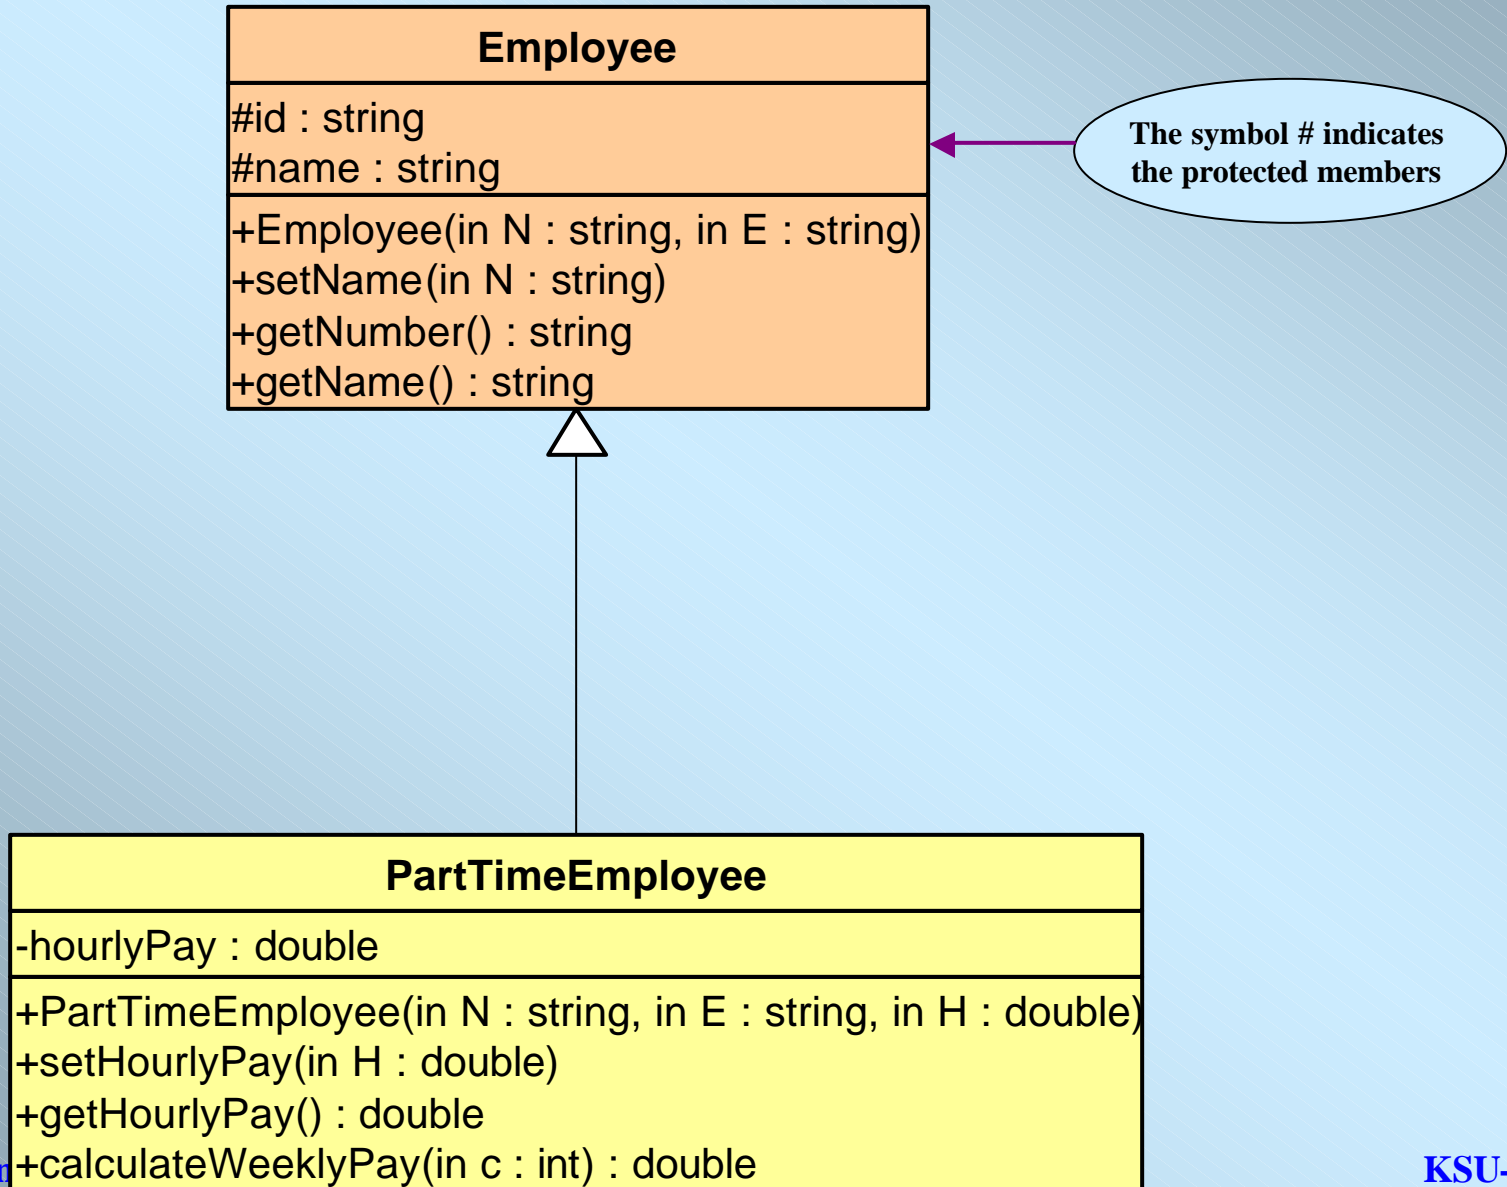 Employee
#id : string
#name : string
The symbol # indicates
the protected members
+Employee(in N : string, in E : string)
+setName(in N : string)
+getNumber() : string
+getName() : string
PartTimeEmployee
-hourlyPay : double
+PartTimeEmployee(in N : string, in E : string, in H : double)
+setHourlyPay(in H : double)
+getHourlyPay() : double
+calculateWeeklyPay(in c : int) : double
KSU-